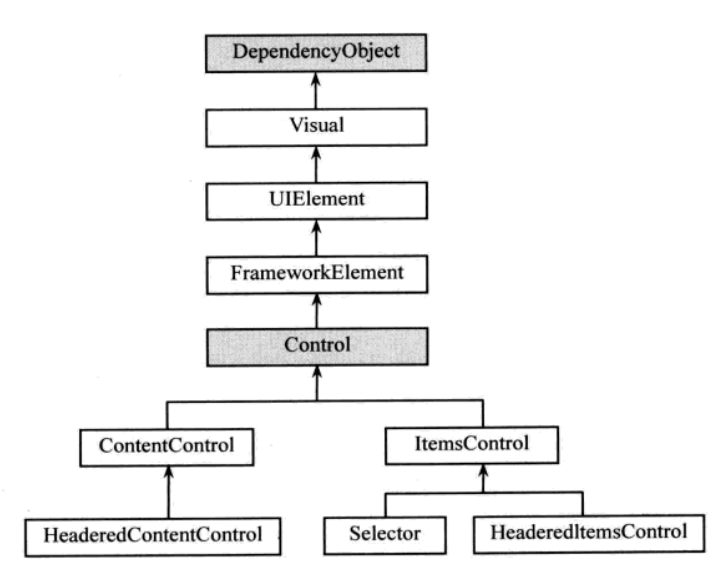 DependencyObject
Visual
UIElement
FrameworkElement
Control
ContentControl
ItemsControl
HeaderedContentControl
Selector
HeaderedItemsControl